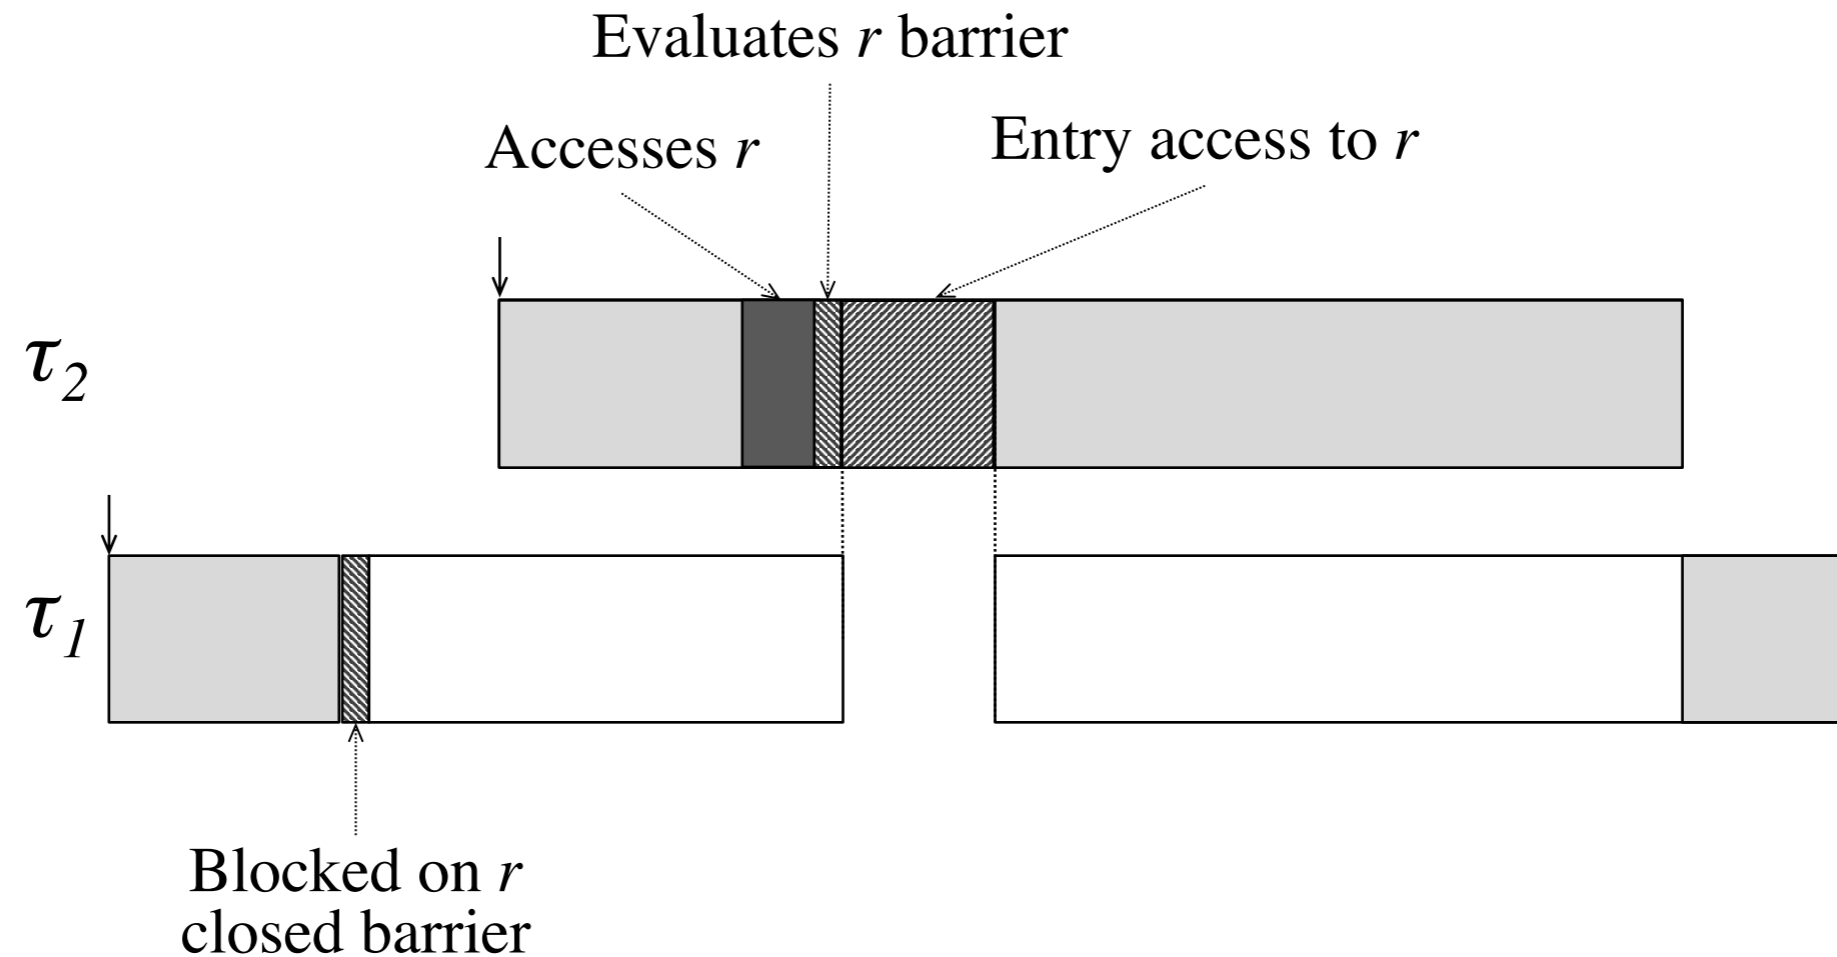 Evaluates r barrier
Accesses r
Entry access to r
τ2
τ1
Blocked on r
closed barrier